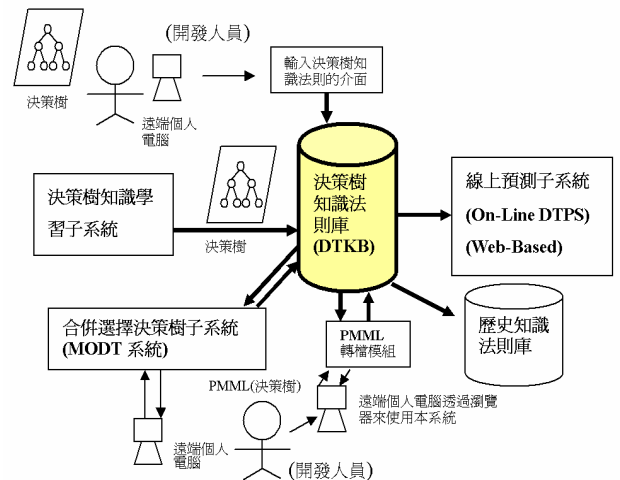 (開發人員)
輸入決策樹知
識法則的介面
決策樹
遠端個人
電腦
決策樹知識學
習子系統
決策樹
決策樹
知識法
則庫
(DTKB)
線上預測子系統
(On-Line DTPS)
(Web-Based)
合併選擇決策樹子系統
(MODT 系統)
PMML
轉檔模組
歷史知識
法則庫
PMML(決策樹)
遠端個人電腦透過瀏覽
器來使用本系統
遠端個人
電腦
(開發人員)